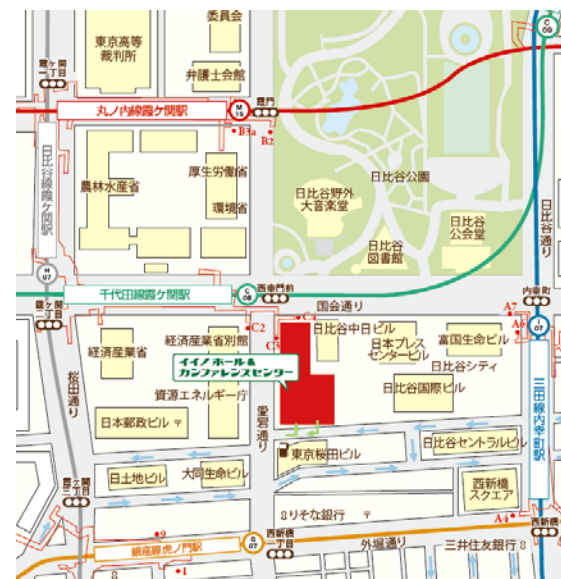 委員会
東京高等
裁判所
弁護士会館
霞ヶ関
一丁目
C
09
丸ノ内線霞ケ関駅
M
15
霞門
B3a
B2
日比谷線霞ケ関駅
農林水産省
厚生労働省
環境省
日比谷公園
日比谷野外
大音楽堂
日比谷
図書館
日比谷
公会堂
日比谷通り
H
07
千代田線霞ケ関駅
C
08
西幸門前
国会通り
内幸町
霞ヶ関
二丁目
C2
C3
C4
A7
A6
I
07
経済産業省
経済産業省別館
日比谷中日ビル
日本プレス
センタービル
富国生命ビル
日比谷シティ
イイノホール&
カンファレンスセンター
桜田通り
資源エネルギー庁
日比谷国際ビル
日本郵政ビル 〒
愛宕通り
三田線内幸町駅
東京桜田ビル
日比谷セントラルビル
日土地ビル
大同生命ビル
霞ヶ関
三丁目
西新橋
スクエア
りそな銀行 〒
A4
西新橋
9
銀座線虎ノ門駅
G
07
西新橋
一丁目
外堀通り
三井住友銀行
1